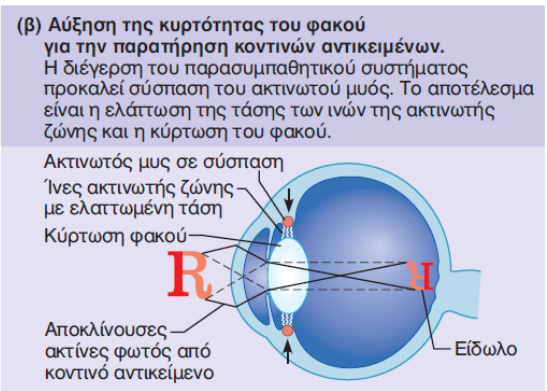 (β) Αύξηση της κυρτότητας του φακού
για την παρατήρηση κοντινών αντικειμένων.
Η διέγερση του παρασυμπαθητικού συστήματος
προκαλεί σύσπαση του ακτινωτού μυός. Το αποτέλεσμα
είναι η ελάττωση της τάσης των ινών της ακτινωτής
ζώνης και η κύρτωση του φακού.
Ακτινωτός μυς σε σύσπαση
Ίνες ακτινωτής ζώνης
με ελαττωμένη τάση
Κύρτωση φακού
R
R
Αποκλίνουσες
ακτίνες φωτός από
κοντινό αντικείμενο
Είδωλο